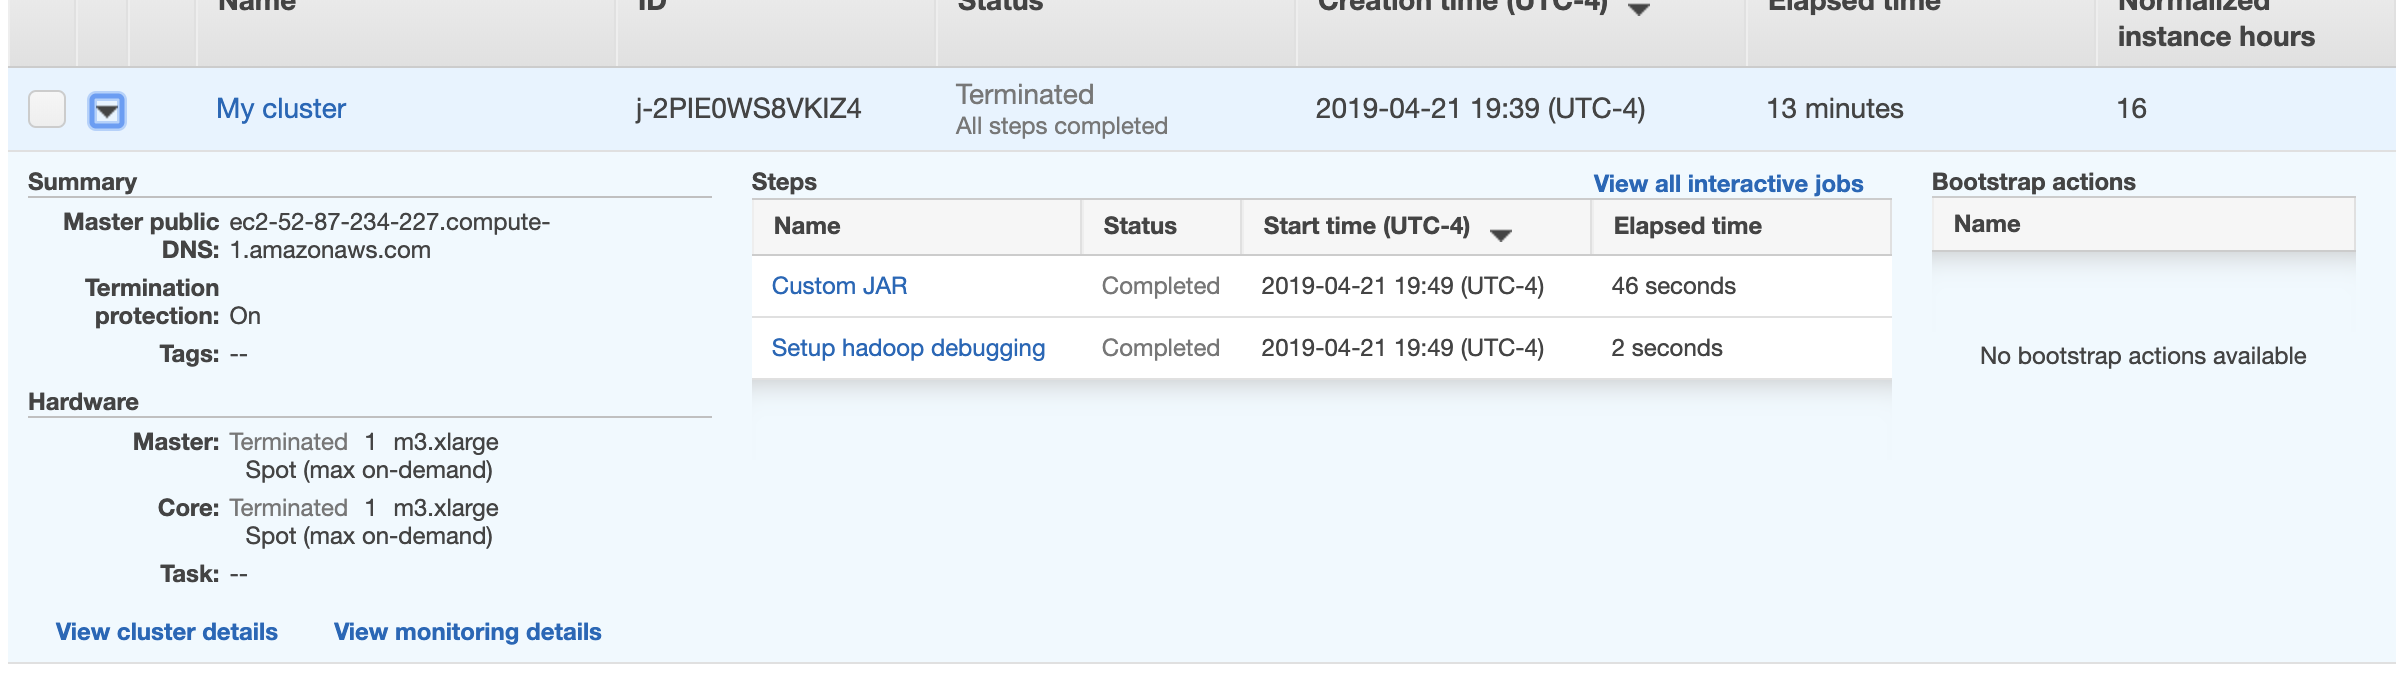 Name ID Status Creation time (UTC-4) Elapsed time Normalized
instance hours
My cluster j-2PIE0WS8VKIZ4 Terminated 2019-04-21 19:39 (UTC-4) 13 minutes 16
All steps completed
Summary
Master public ec2-52-87-234-227.compute-
DNS: 1.amazonaws.com
Termination
protection: On
Tags: --
Hardware
Master: Terminated 1 m3.xlarge
Spot (max on-demand)
Core: Terminated 1 m3.xlarge
Spot (max on-demand)
Task: --
View cluster details View monitoring details
Steps View all interactive jobs
Name Status Start time (UTC-4) Elapsed time
Custom JAR Completed 2019-04-21 19:49 (UTC-4) 46 seconds
Setup hadoop debugging Completed 2019-04-21 19:49 (UTC-4) 2 seconds
Bootstrap actions
Name
No bootstrap actions available